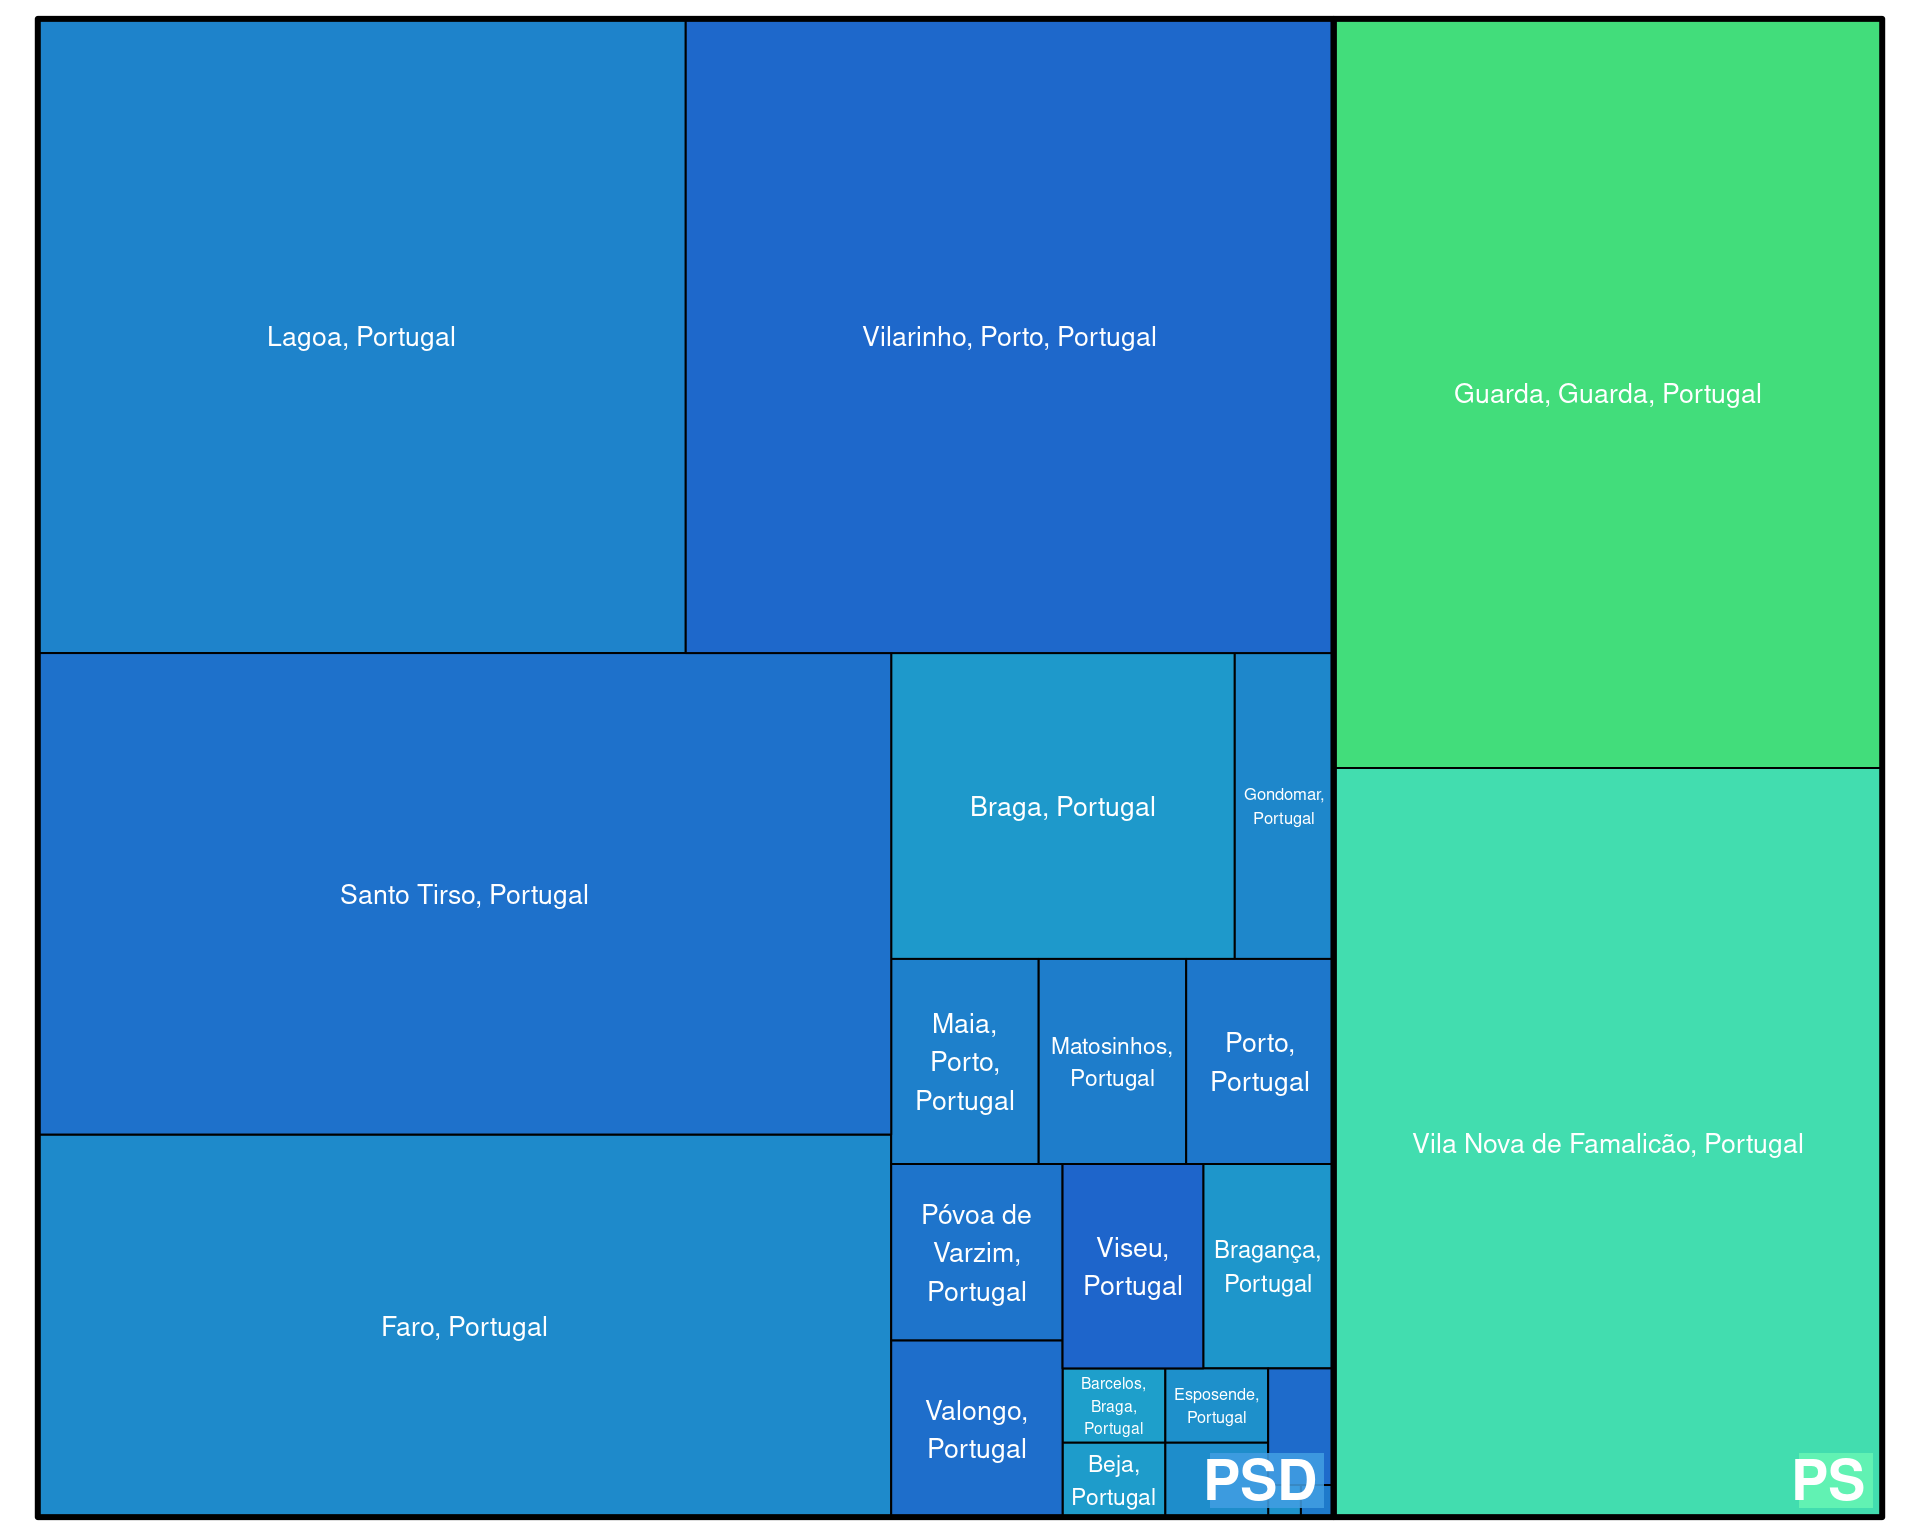 Lagoa, Portugal
Vilarinho, Porto, Portugal
Guarda, Guarda, Portugal
Santo Tirso, Portugal
Braga, Portugal
Gondomar,
Portugal
Maia,
Porto,
Portugal
Matosinhos,
Portugal
Porto,
Portugal
Vila Nova de Famalicão, Portugal
Faro, Portugal
Póvoa de
Varzim,
Portugal
Viseu,
Portugal
Bragança,
Portugal
Valongo,
Portugal
Barcelos,
Braga,
Portugal
Esposende,
Portugal
Beja,
Portugal
PSD
PS